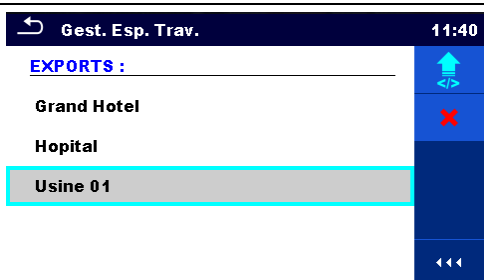 Gest. Esp. Trav. 11:40
EXPORTS :
</>
Grand Hotel
Hopital
Usine 01